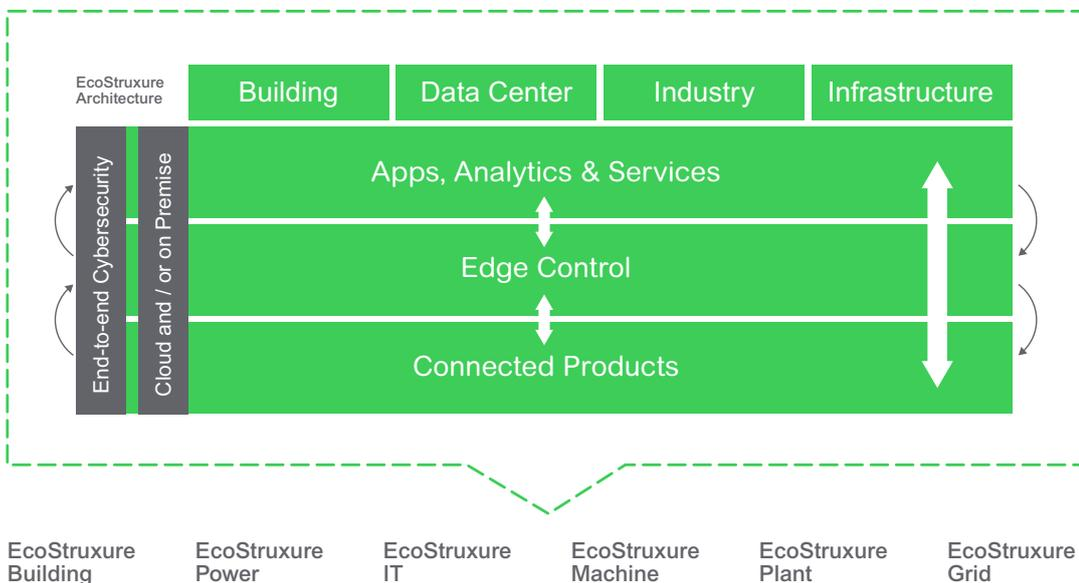 EcoStruxure
Architecture
Building
Data Center
Industry
Infrastructure
End-to-end Cybersecurity
Cloud and / or on Premise
Apps, Analytics & Services
Edge Control
Connected Products
EcoStruxure
Building
EcoStruxure
Power
EcoStruxure
IT
EcoStruxure
Machine
EcoStruxure
Plant
EcoStruxure
Grid